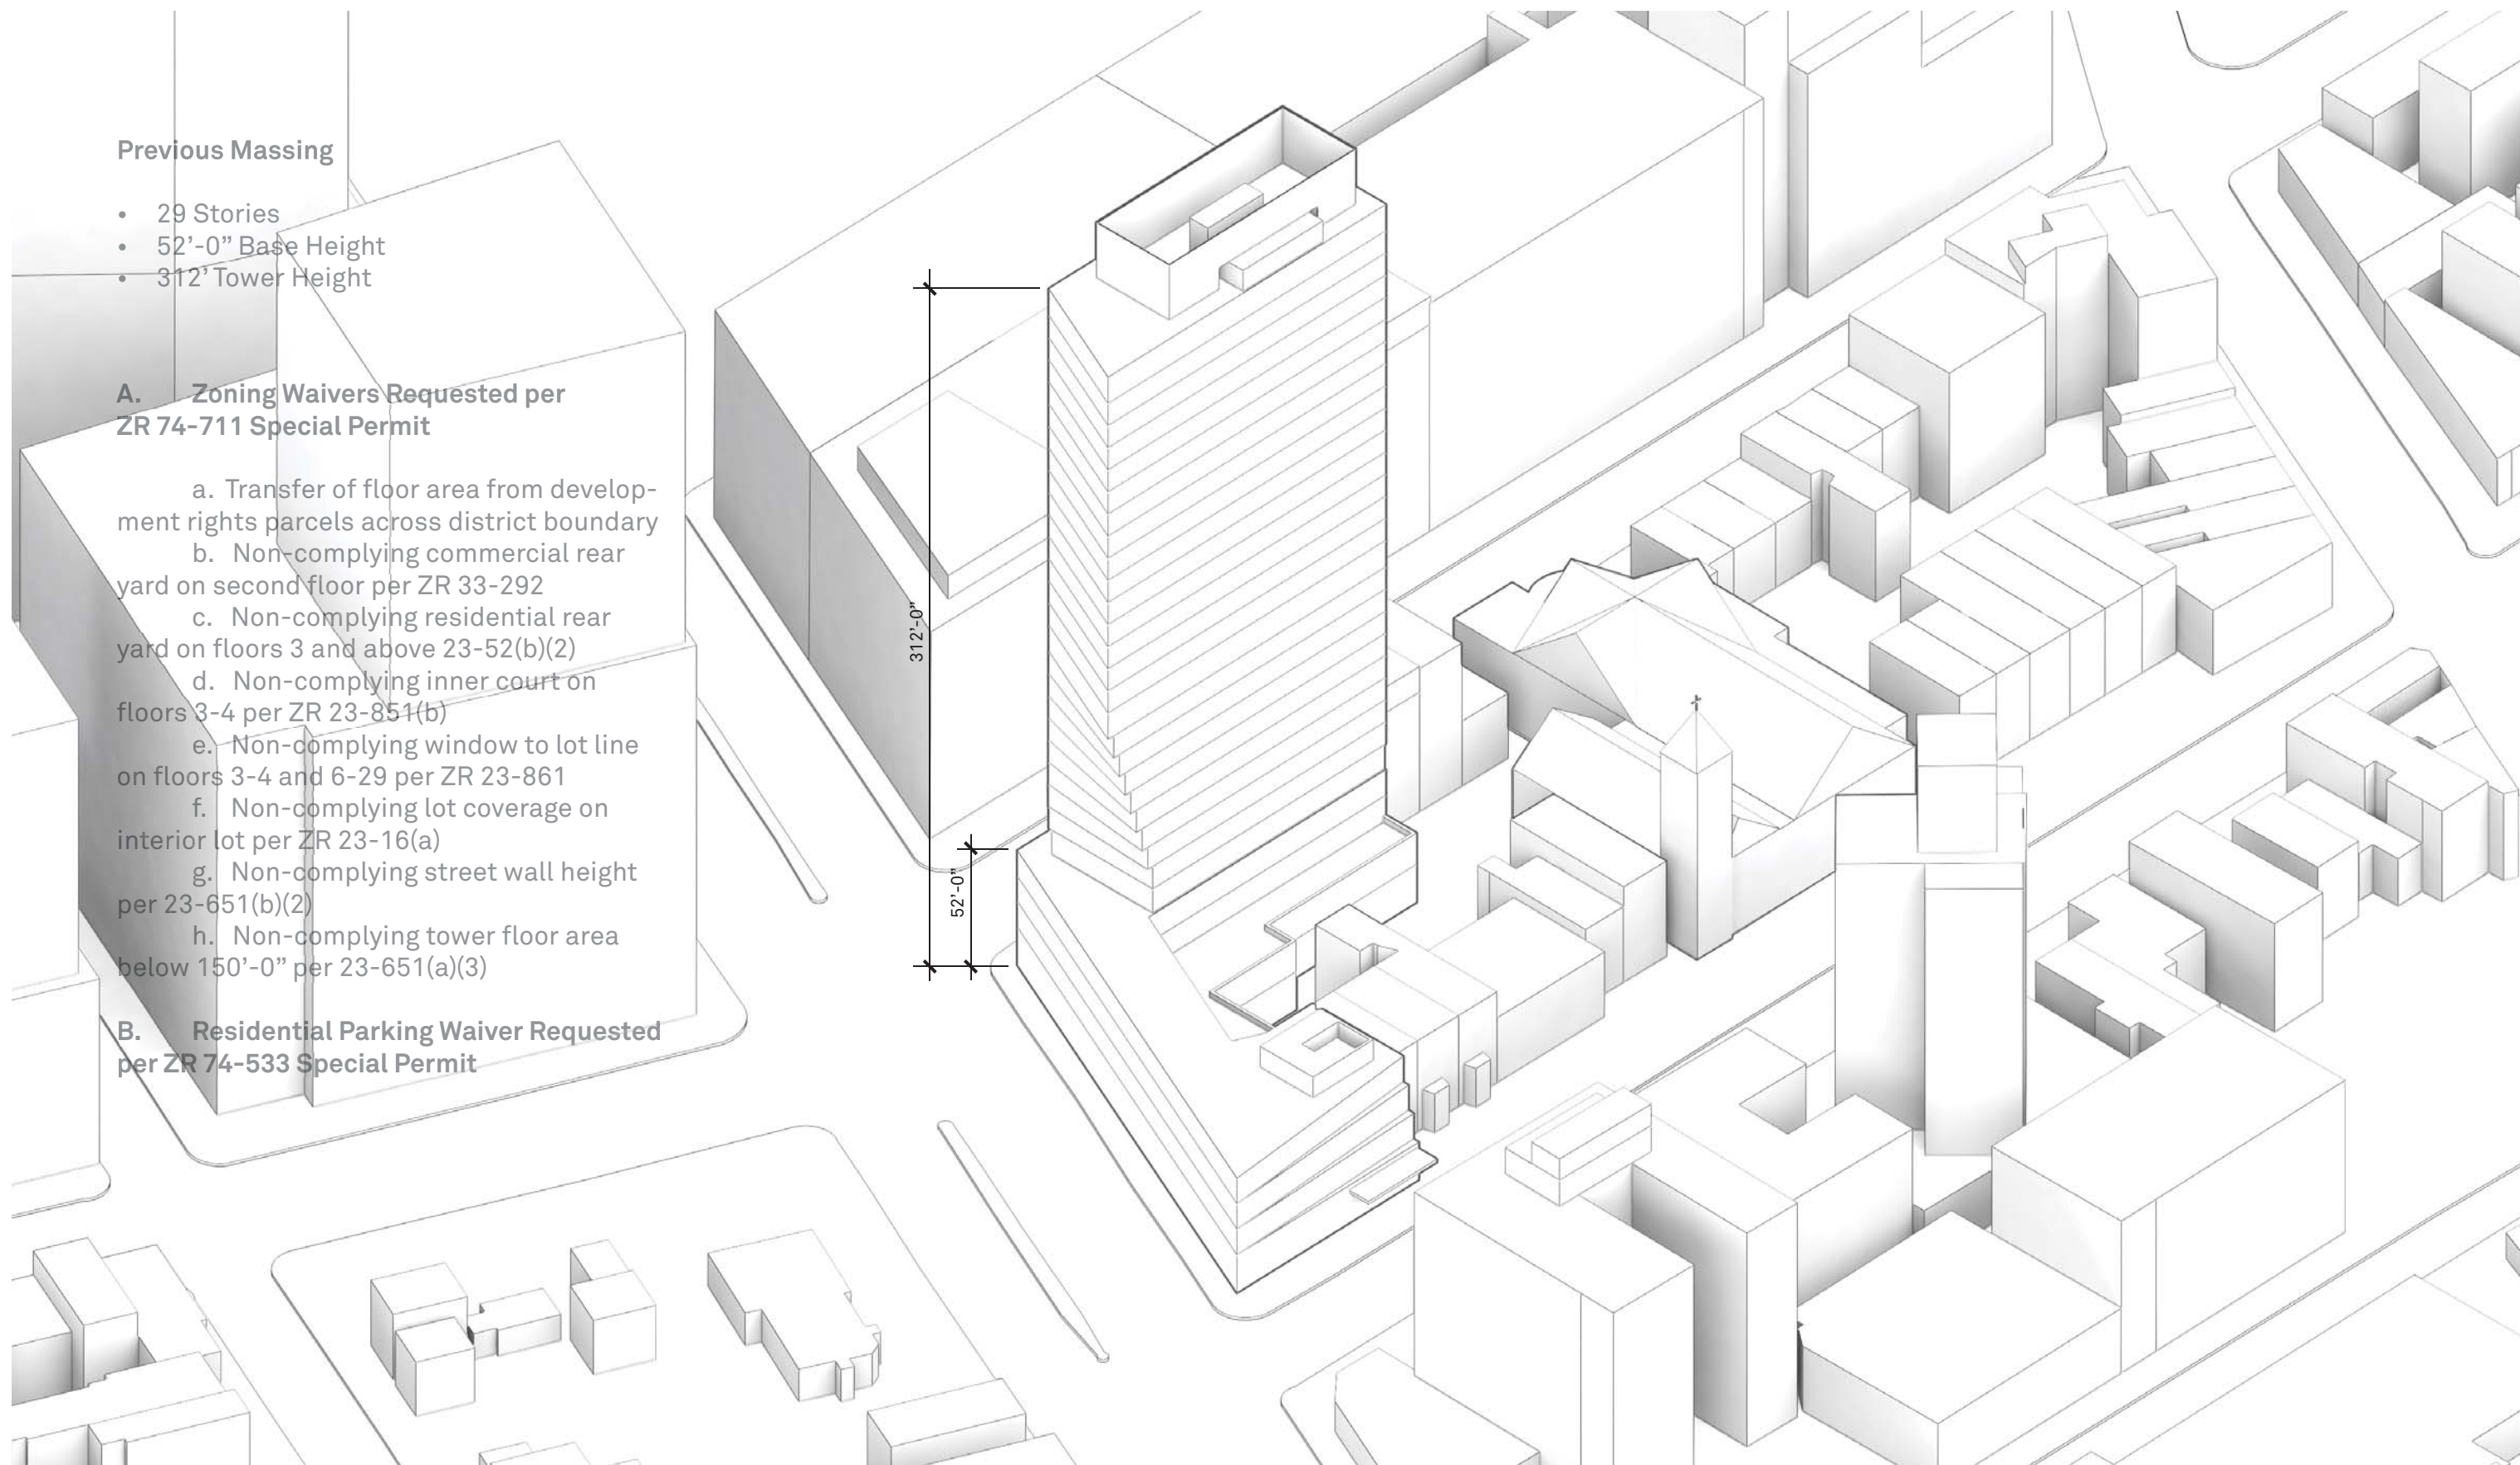 Previous Massing
• 29 Stories
• 52’-0” Base Height
• 312’ Tower Height
A. Zoning Waivers Requested per
ZR 74-711 Special Permit
a. Transfer of floor area from develop-
ment rights parcels across district boundary
b. Non-complying commercial rear
yard on second floor per ZR 33-292
c. Non-complying residential rear
yard on floors 3 and above 23-52(b)(2)
d. Non-complying inner court on
floors 3-4 per ZR 23-851(b)
e. Non-complying window to lot line
on floors 3-4 and 6-29 per ZR 23-861
f. Non-complying lot coverage on
interior lot per ZR 23-16(a)
g. Non-complying street wall height
per 23-651(b)(2)
h. Non-complying tower floor area
below 150’-0” per 23-651(a)(3)
B. Residential Parking Waiver Requested
per ZR 74-533 Special Permit
312’-0”
52’-0”